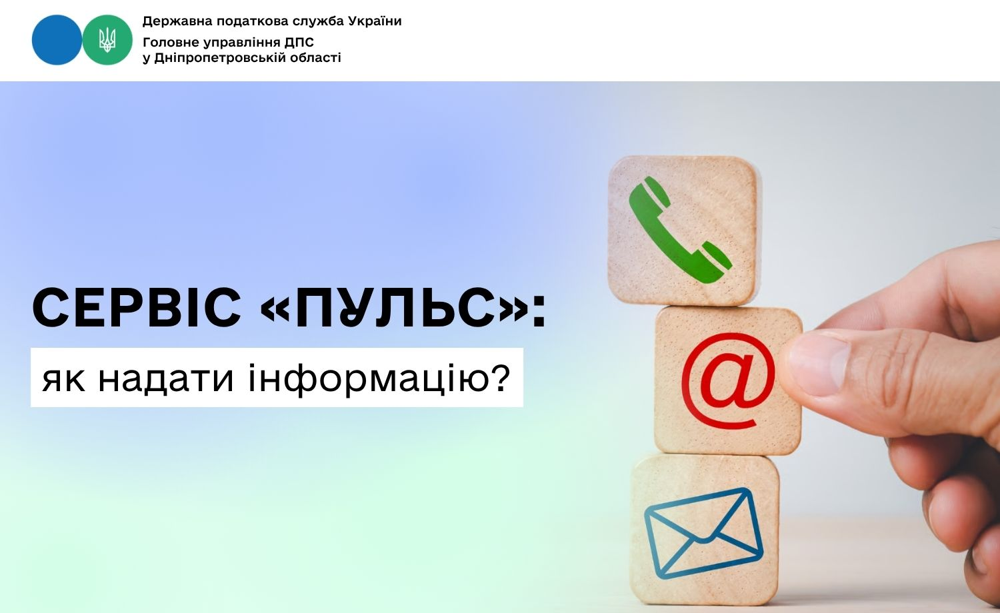 Державна податкова служба України
Головне управління ДПС
у Дніпропетровській області
СЕРВІС «ПУЛЬС»:
як надати інформацію?
@